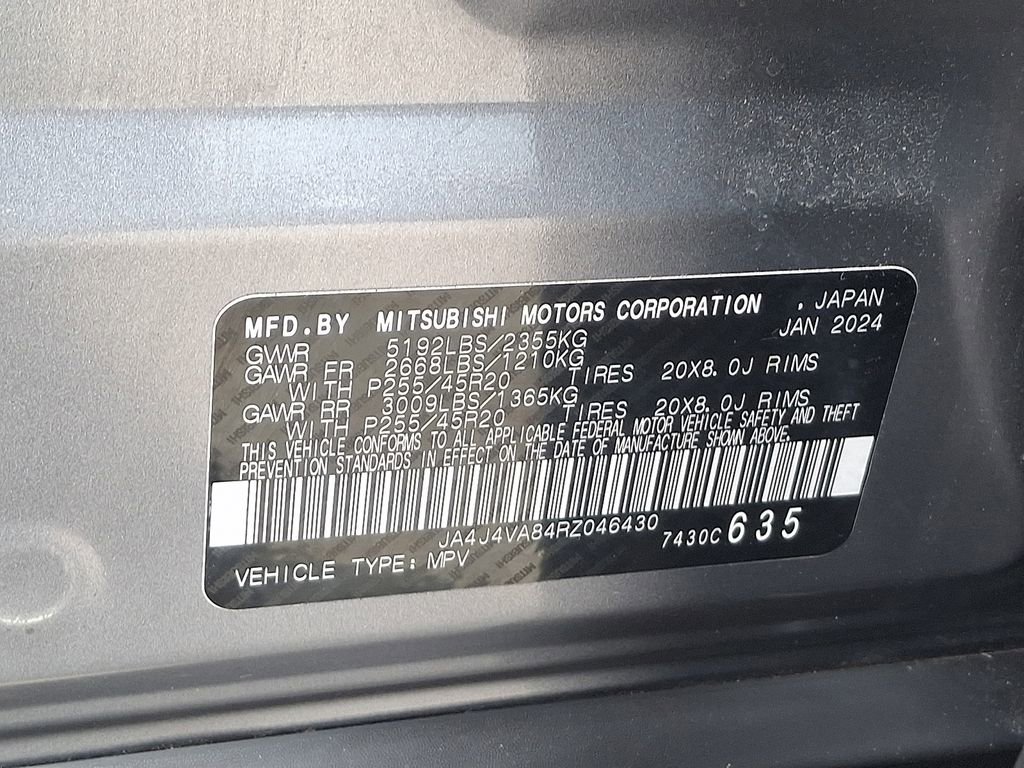 MFD.BY MITSUBISHI MOTORS CORPORATION , JAPAN
JAN 2024
GVWR 5192LBS/2355KG
GAWR FR 2668LBS/1210KG
WITH P255/45R20 TIRES 20X8.0J RIMS
GAWR RR 3009LBS/1365KG
WITH P255/45R20 TIRES 20X8.0J RIMS
THIS VEHICLE CONFORMS TO ALL APPLICABLE FEDERAL MOTOR VEHICLE SAFETY AND THEFT
PREVENTION STANDARDS IN EFFECT ON THE DATE OF MANUFACTURE SHOWN ABOVE.
JA4J4VA84RZ046430 7430C 635
VEHICLE TYPE: MPV